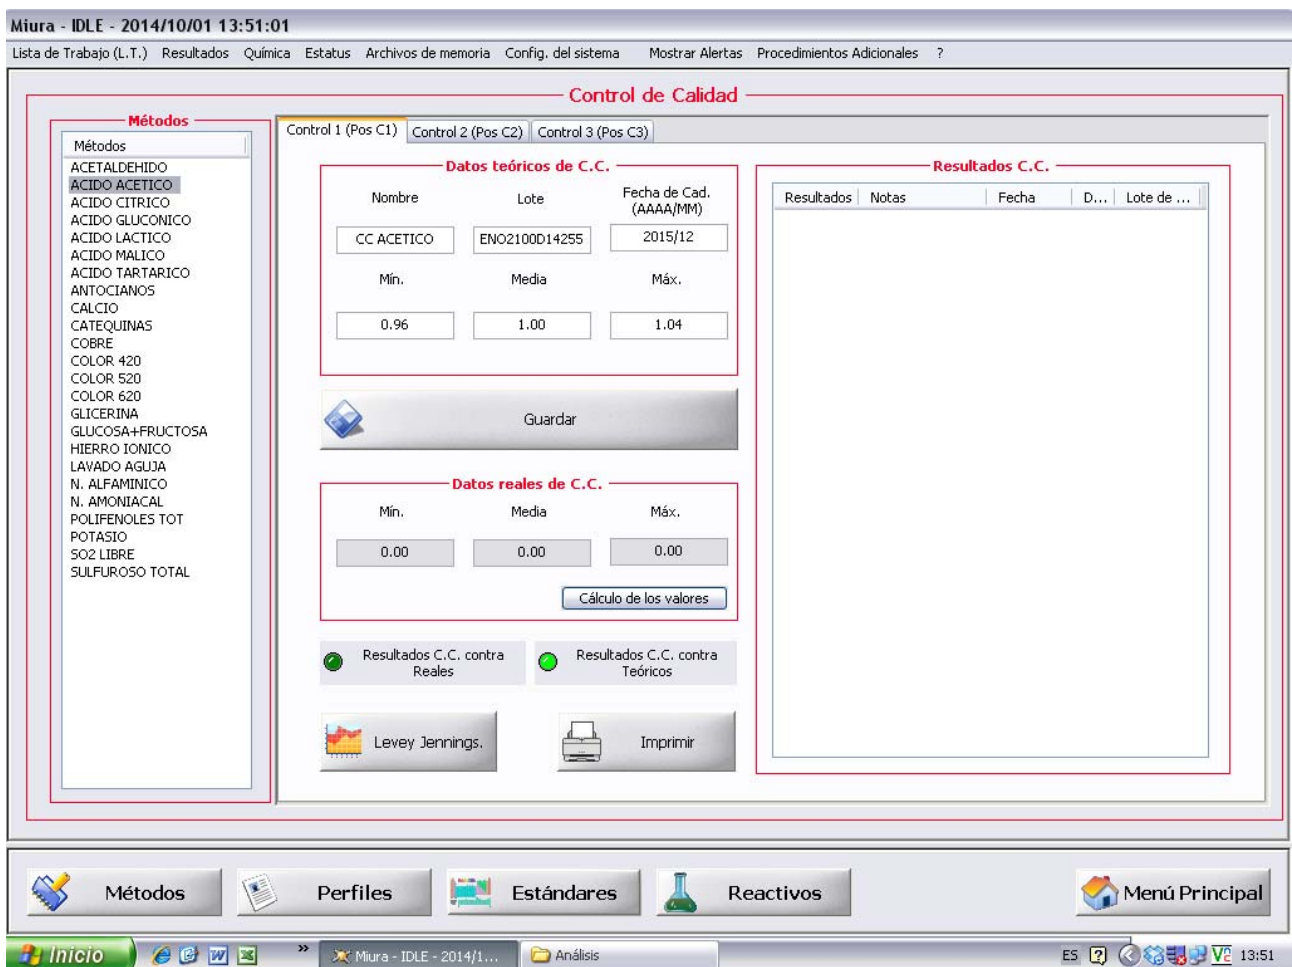 Miura - IDLE - 2014/10/01 13:51:01
Lista de Trabajo (L.T.) Resultados Química Estatus Archivos de memoria Config. del sistema Mostrar Alertas Procedimientos Adicionales ?
Control de Calidad
Métodos
Métodos
ACETALDEHIDO
ACIDO ACETICO
ACIDO CITRICO
ACIDO GLUCONICO
ACIDO LACTICO
ACIDO MALICO
ACIDO TARTARICO
ANTOCIANOS
CALCIO
CATEQUINAS
COBRE
COLOR 420
COLOR 520
COLOR 620
GLICERINA
GLUCOSA+FRUCTOSA
HIERRO IONICO
LAVADO AGUJA
N. ALFAMINICO
N. AMONIACAL
POLIFENOLES TOT
POTASIO
SO2 LIBRE
SULFUROSO TOTAL
Control 1 (Pos C1) Control 2 (Pos C2) Control 3 (Pos C3)
Datos teóricos de C.C.
Nombre Lote Fecha de Cad.
(AAAA/MM)
CC ACETICO ENO2100D14255 2015/12
Mín. Media Máx.
0.96 1.00 1.04
Guardar
Datos reales de C.C.
Mín. Media Máx.
0.00 0.00 0.00
Cálculo de los valores
Resultados C.C. contra
Reales
Resultados C.C. contra
Teóricos
Levey Jennings.
Imprimir
Resultados C.C.
Resultados Notas Fecha D... Lote de ...
Métodos Perfiles Estándares Reactivos Menú Principal
Inicio » Miura - IDLE - 2014/1... Análisis ES 13:51